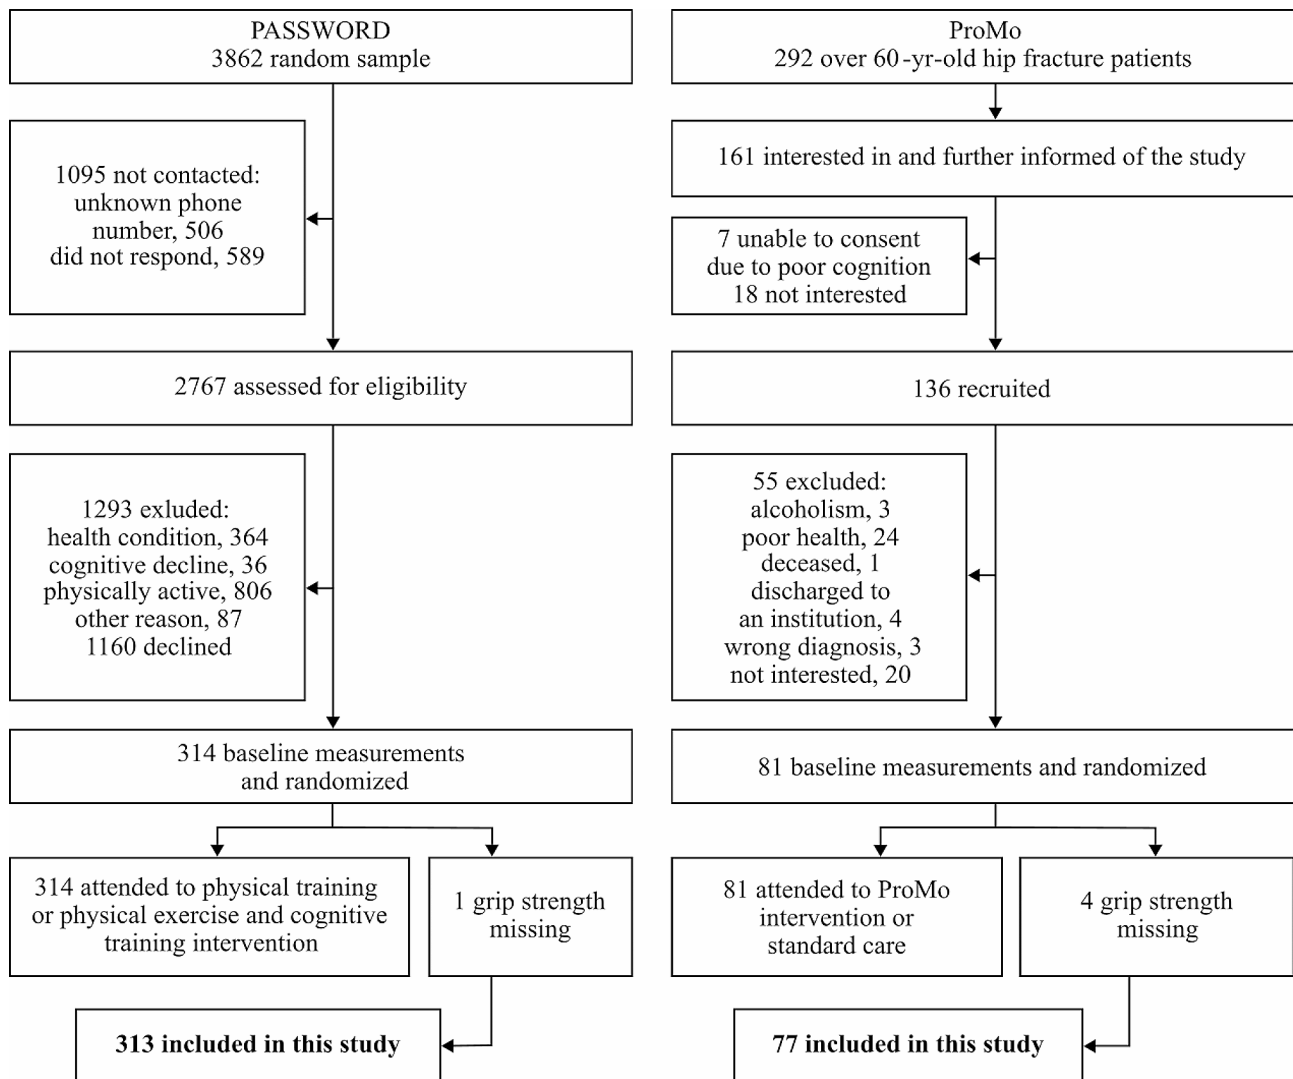 PASSWORD
3862 random sample
1095 not contacted:
unknown phone
number, 506
did not respond, 589
2767 assessed for eligibility
1293 exluded:
health condition, 364
cognitive decline, 36
physically active, 806
other reason, 87
1160 declined
314 baseline measurements
and randomized
314 attended to physical training
or physical exercise and cognitive
training intervention
1 grip strength
missing
313 included in this study
ProMo
292 over 60-yr-old hip fracture patients
161 interested in and further informed of the study
7 unable to consent
due to poor cognition
18 not interested
136 recruited
55 excluded:
alcoholism, 3
poor health, 24
deceased, 1
discharged to
an institution, 4
wrong diagnosis, 3
not interested, 20
81 baseline measurements and randomized
81 attended to ProMo
intervention or
standard care
4 grip strength
missing
77 included in this study